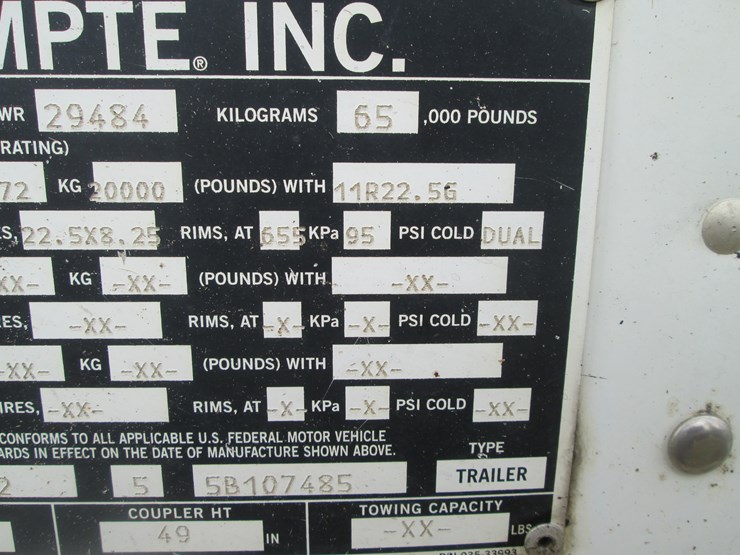 MPTE® INC.
WR 29484 KILOGRAMS 65 ,000 POUNDS
RATING)
72 KG 20000 (POUNDS) WITH 11R22.5G
ES, 22.5X8.25 RIMS, AT 655 KPa 95 PSI COLD DUAL
XX- KG -XX- (POUNDS) WITH -XX-
ES, -XX- RIMS, AT -X- KPa -X- PSI COLD -XX-
-XX- KG -XX- (POUNDS) WITH -XX-
IRES, -XX- RIMS, AT -X- KPa -X- PSI COLD -XX-
CONFORMS TO ALL APPLICABLE U.S. FEDERAL MOTOR VEHICLE
ARDS IN EFFECT ON THE DATE OF MANUFACTURE SHOWN ABOVE.
TYPE
2 5 5B107485 TRAILER
COUPLER HT TOWING CAPACITY
49 IN -XX- LBS
P/N 036-33993